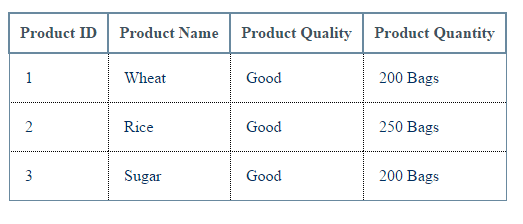 Product ID Product Name Product Quality Product Quantity
1 Wheat Good 200 Bags
2 Rice Good 250 Bags
3 Sugar Good 200 Bags